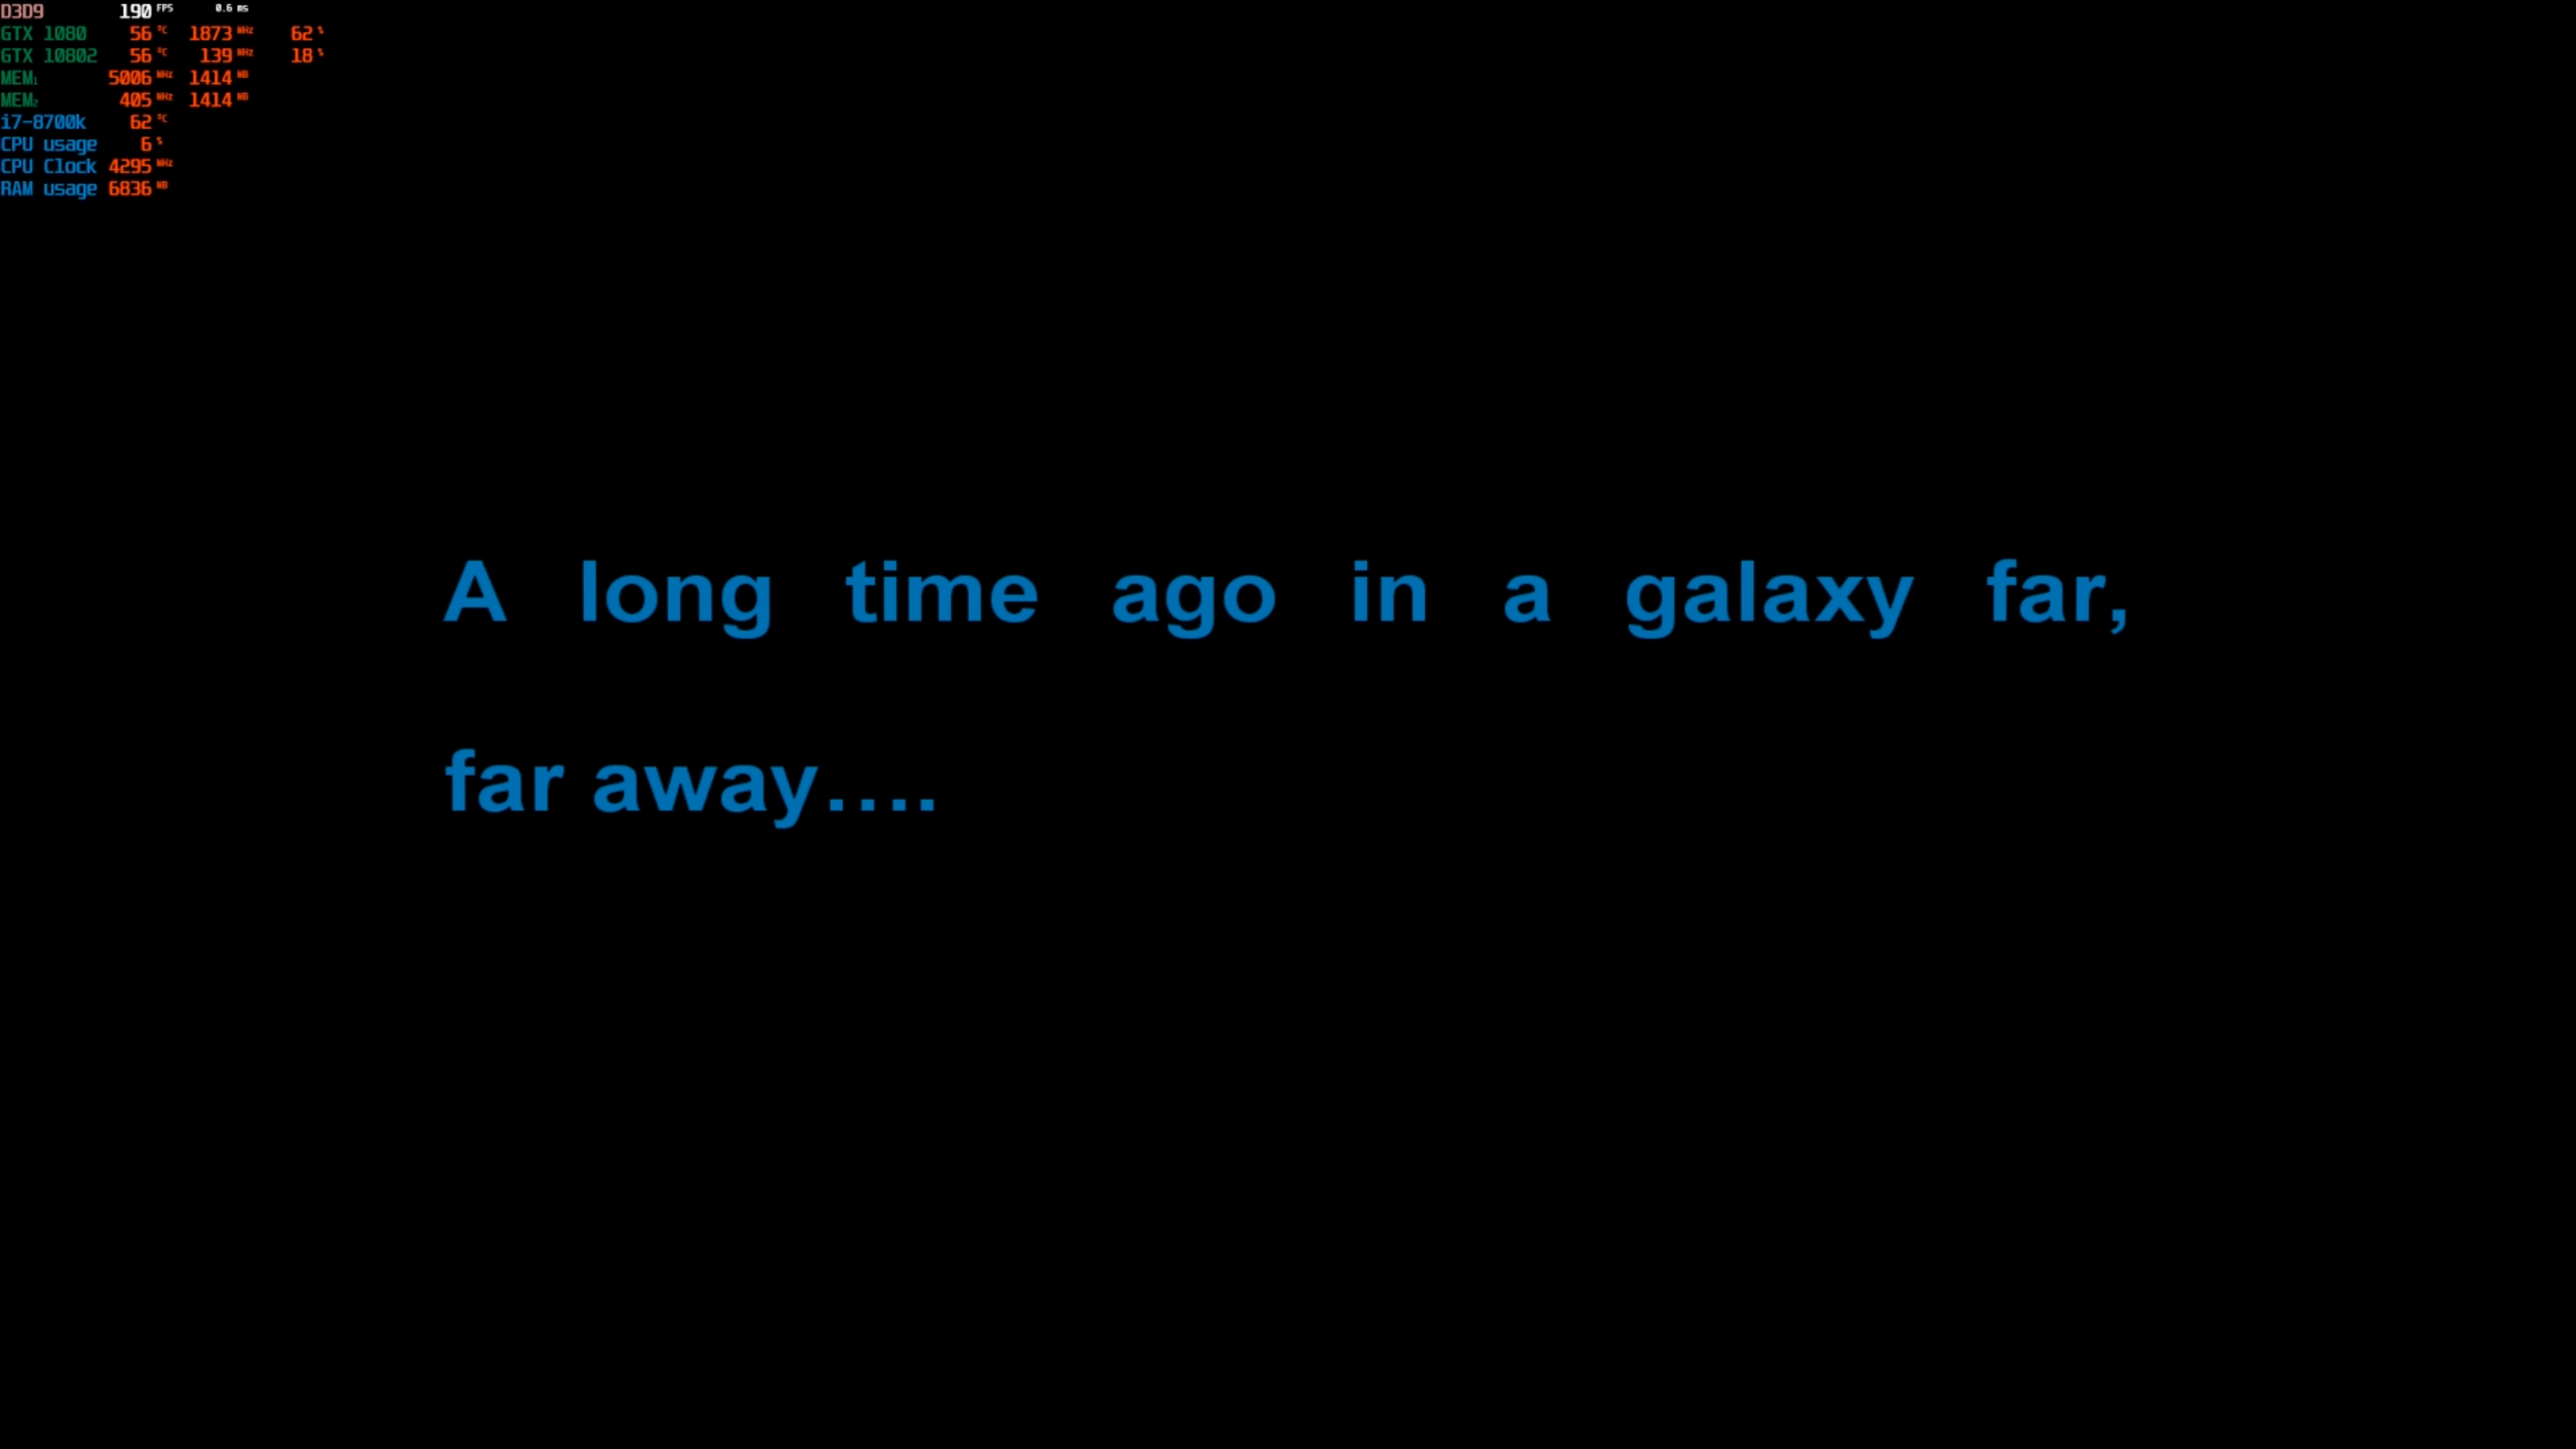 D3D9 190 FPS 0.6 ms
GTX 1080 56 °C 1873 MHz 62 %
GTX 10802 56 °C 139 MHz 18 %
MEM1 5006 MHz 1414 MB
MEM2 405 MHz 1414 MB
i7-8700k 62 °C
CPU usage 6 %
CPU Clock 4295 MHz
RAM usage 6836 MB
A long time ago in a galaxy far,
far away....